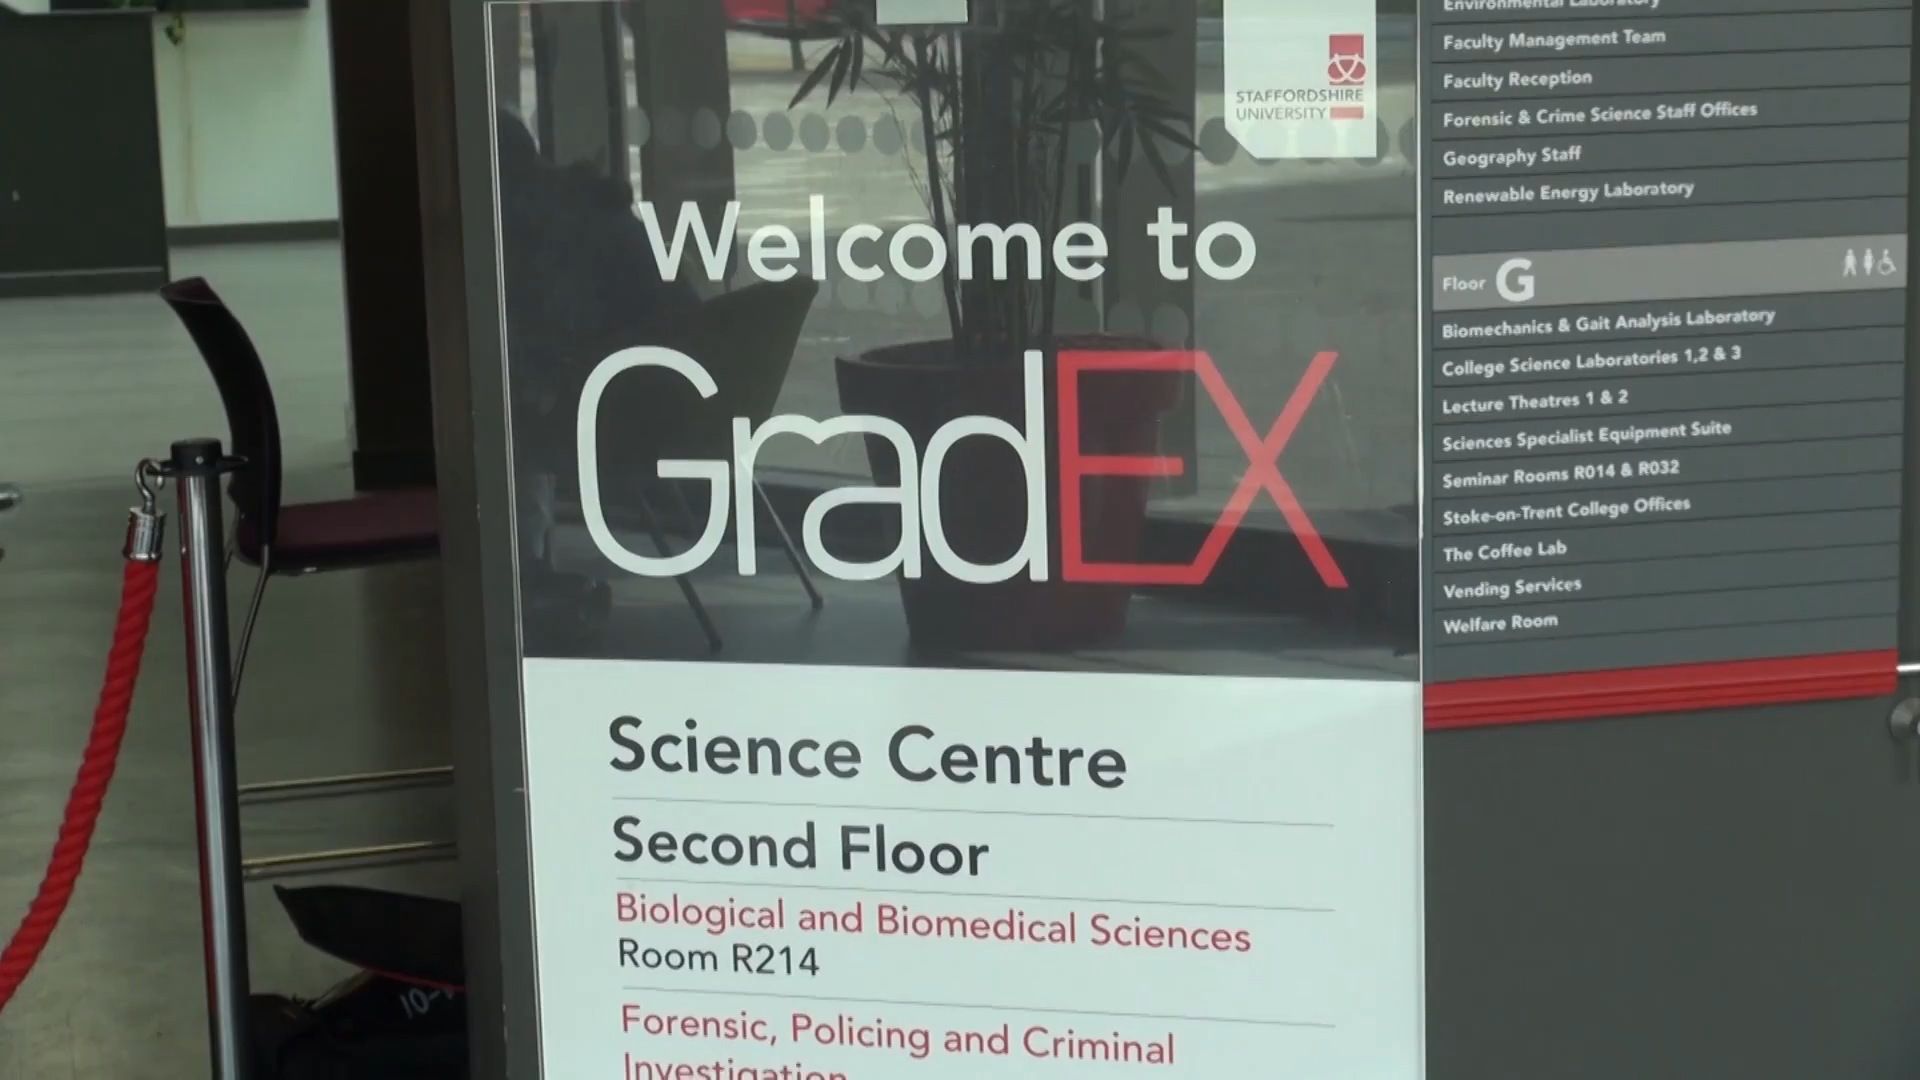 STAFFORDSHIRE
UNIVERSITY
Welcome to
GradEX
Science Centre
Second Floor
Biological and Biomedical Sciences
Room R214
Forensic, Policing and Criminal
Investigation
Environmental Laboratory
Faculty Management Team
Faculty Reception
Forensic & Crime Science Staff Offices
Geography Staff
Renewable Energy Laboratory
Floor G
Biomechanics & Gait Analysis Laboratory
College Science Laboratories 1,2 & 3
Lecture Theatres 1 & 2
Sciences Specialist Equipment Suite
Seminar Rooms R014 & R032
Stoke-on-Trent College Offices
The Coffee Lab
Vending Services
Welfare Room